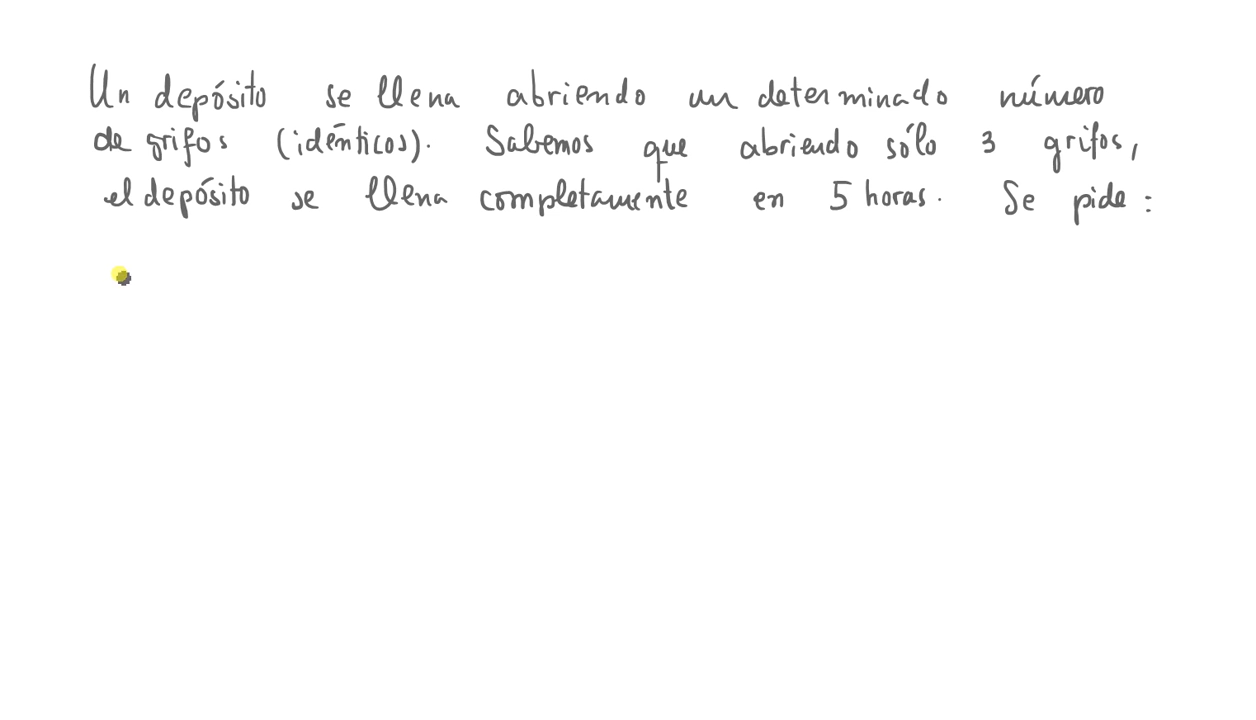 Un depósito se llena abriendo un determinado número
de grifos (idénticos). Sabemos que abriendo sólo 3 grifos,
el depósito se llena completamente en 5 horas. Se pide: